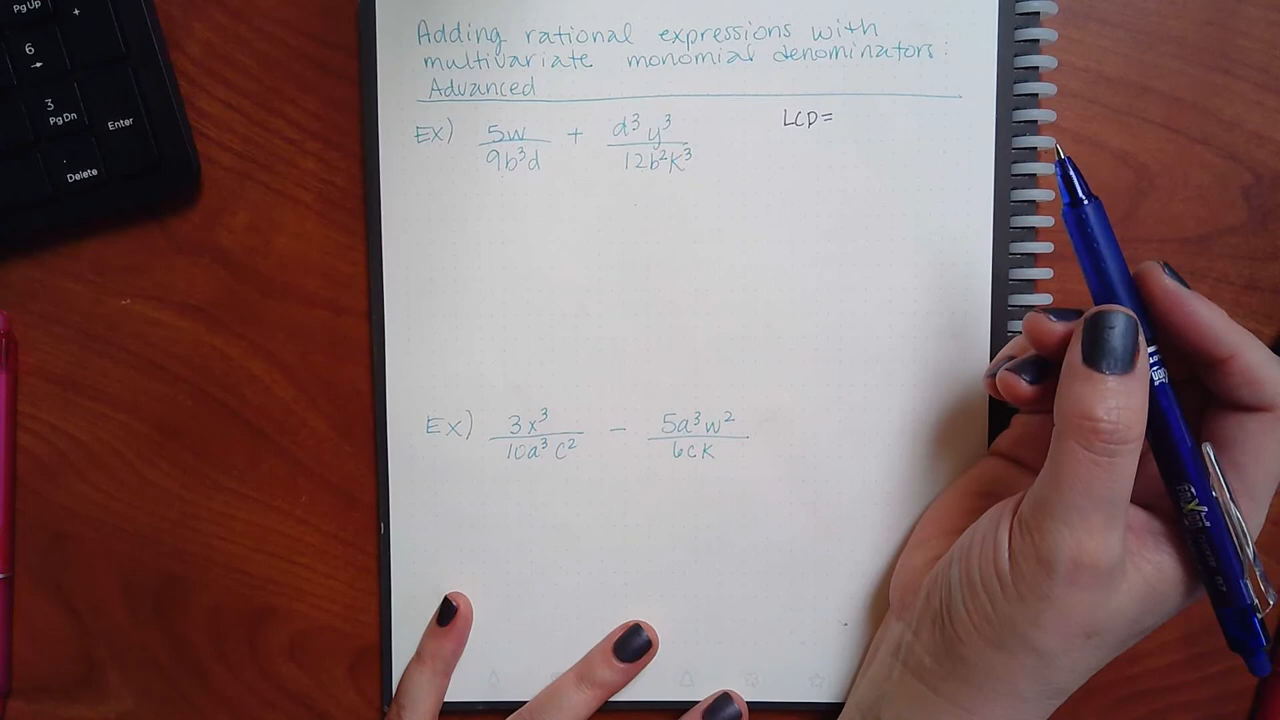 PgUp
+
6
3
PgDn
Enter
.
Delete
Adding rational expressions with
multivariate monomial denominators:
Advanced
EX) 5w/9b³d + d³y³/12b²k³
LCD=
EX) 3x³/10a³c² − 5a³w²/6ck